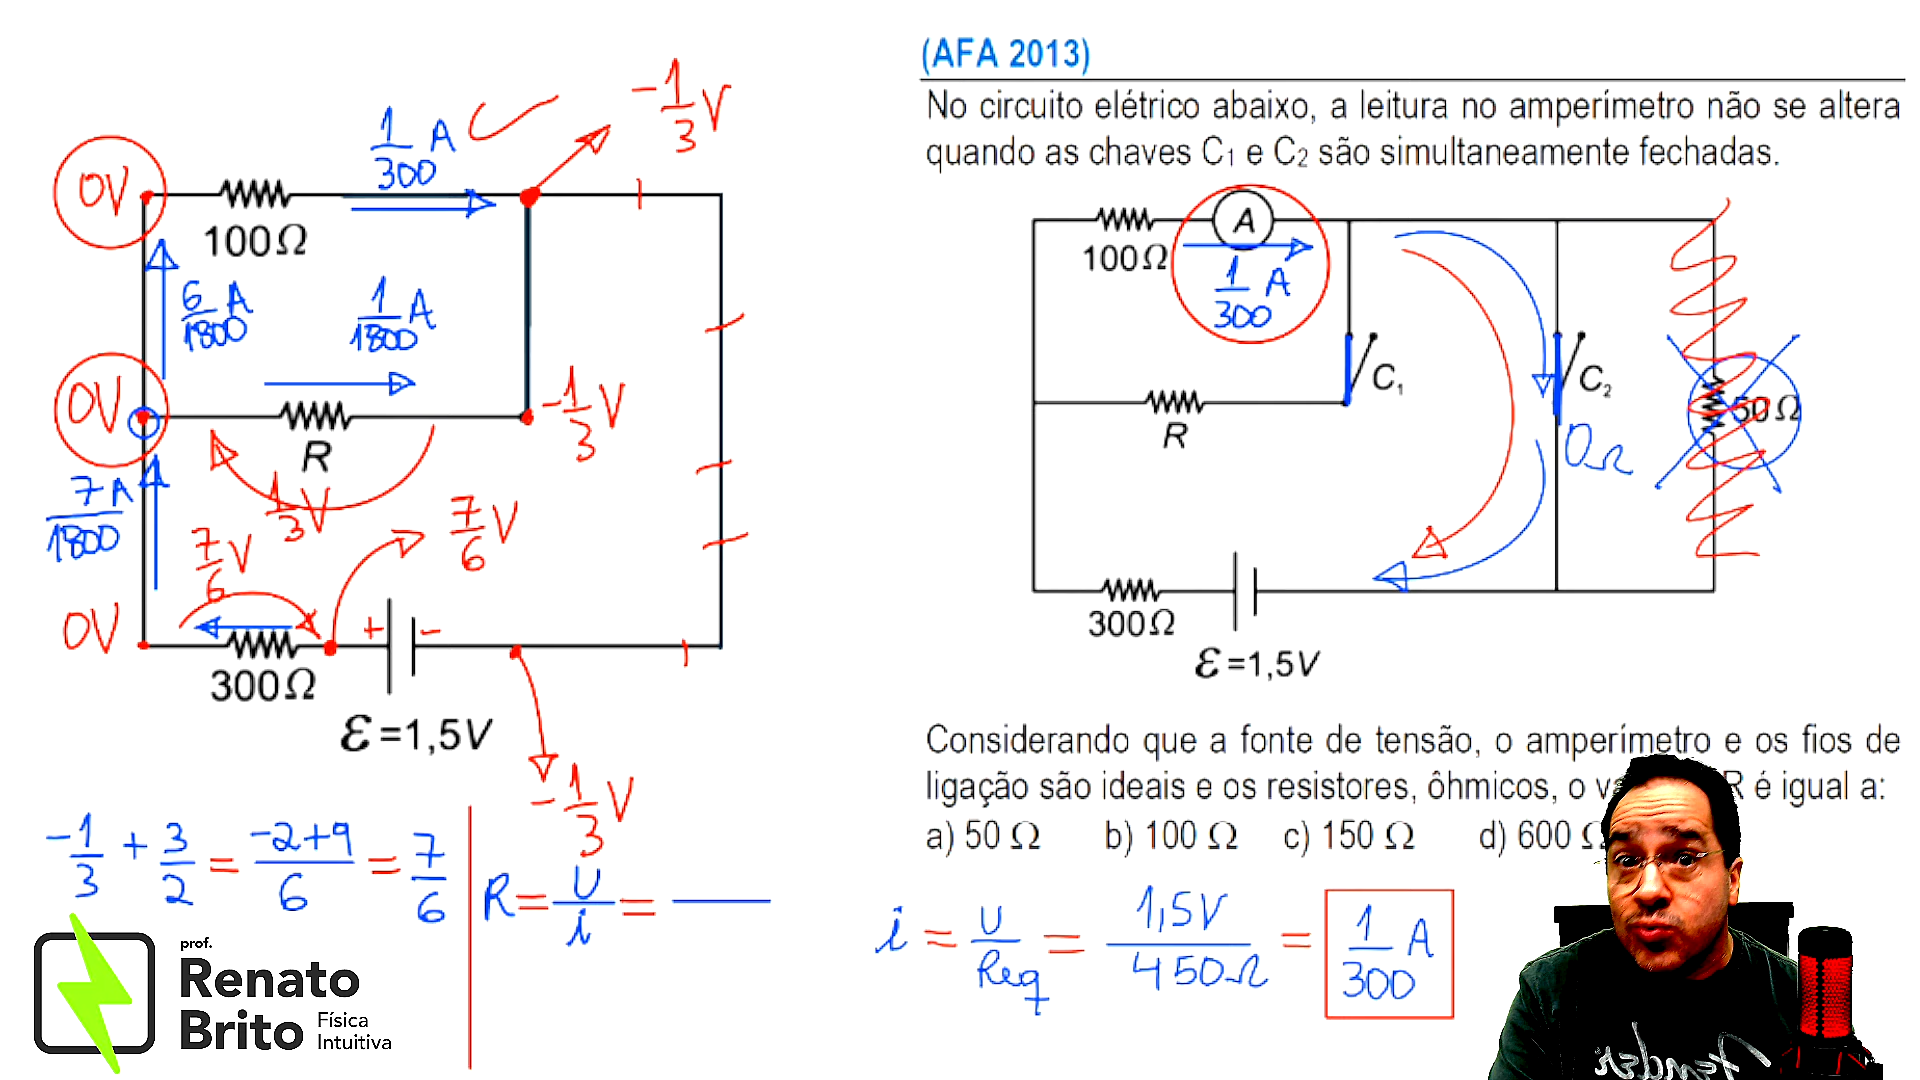 (AFA 2013)
No circuito elétrico abaixo, a leitura no amperímetro não se altera
quando as chaves C1 e C2 são simultaneamente fechadas.
100Ω
A
1/300 A
C1
C2
50Ω
0Ω
R
300Ω
ε=1,5V
Considerando que a fonte de tensão, o amperímetro e os fios de
ligação são ideais e os resistores, ôhmicos, o R é igual a:
a) 50 Ω b) 100 Ω c) 150 Ω d) 600 Ω
i = U/Req = 1,5V/450Ω = 1/300 A
-1/3 V
1/300 A
0V
100Ω
6/1800 A
1/1800 A
0V
-1/3 V
R
7A/1800
1/3 V
7/6 V
7/6 V
0V
+ -
300Ω
ε=1,5V
-1/3 V
-1/3 + 3/2 = -2+9/6 = 7/6
R = U/i =
prof.
Renato
Brito
Física
Intuitiva